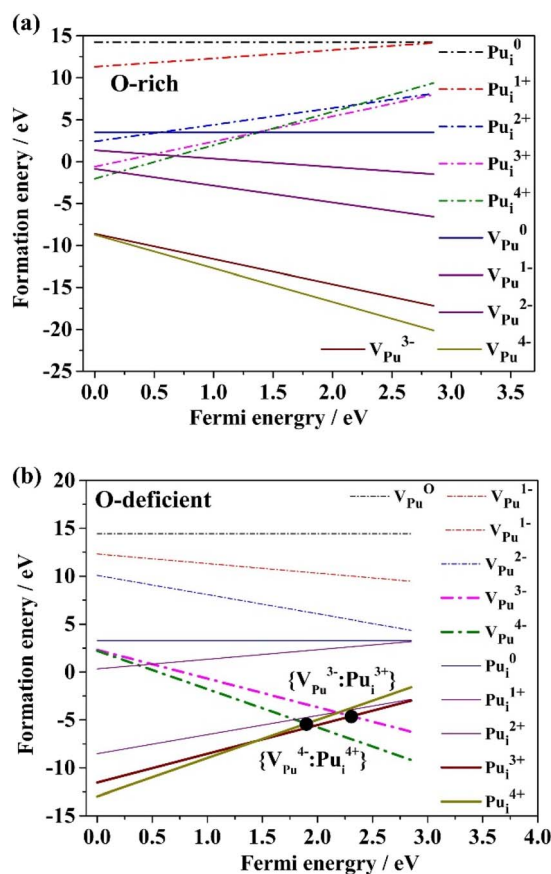 (a)
O-rich
Formation enery / eV
15
10
5
0
-5
-10
-15
-20
-25
0.0 0.5 1.0 1.5 2.0 2.5 3.0 3.5
Fermi energry / eV
Pu_i^0
Pu_i^1+
Pu_i^2+
Pu_i^3+
Pu_i^4+
V_Pu^0
V_Pu^1-
V_Pu^2-
V_Pu^3- V_Pu^4-
(b)
O-deficient
Formation enery / eV
20
15
10
5
0
-5
-10
-15
0.0 0.5 1.0 1.5 2.0 2.5 3.0 3.5 4.0
Fermi energry / eV
V_Pu^O V_Pu^1-
V_Pu^1-
V_Pu^2-
V_Pu^3-
V_Pu^4-
Pu_i^0
Pu_i^1+
Pu_i^2+
Pu_i^3+
Pu_i^4+
{V_Pu^3-:Pu_i^3+}
{V_Pu^4-:Pu_i^4+}